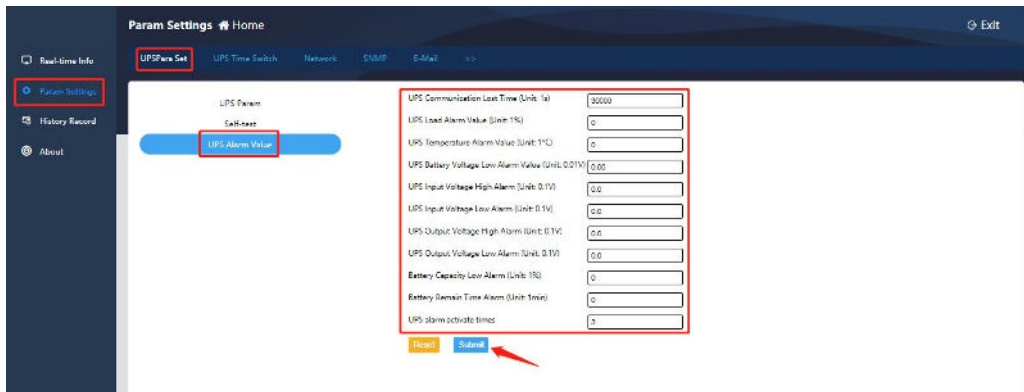 Param Settings Home
Exit
Real-time Info
Param Settings
History Record
About
UPSPara Set
UPS Time Switch
Network
SNMP
E-Mail
>>
UPS Param
Self-test
UPS Alarm Value
UPS Communication Lost Time (Unit: 1s) 30000
UPS Load Alarm Value (Unit: 1%) 0
UPS Temperature Alarm Value (Unit: 1°C) 0
UPS Battery Voltage Low Alarm Value (Unit: 0.01V) 0.00
UPS Input Voltage High Alarm (Unit: 0.1V) 0.0
UPS Input Voltage Low Alarm (Unit: 0.1V) 0.0
UPS Output Voltage High Alarm (Unit: 0.1V) 0.0
UPS Output Voltage Low Alarm (Unit: 0.1V) 0.0
Battery Capacity Low Alarm (Unit: 1%) 0
Battery Remain Time Alarm (Unit: 1min) 0
UPS alarm activate times 3
Reset Submit